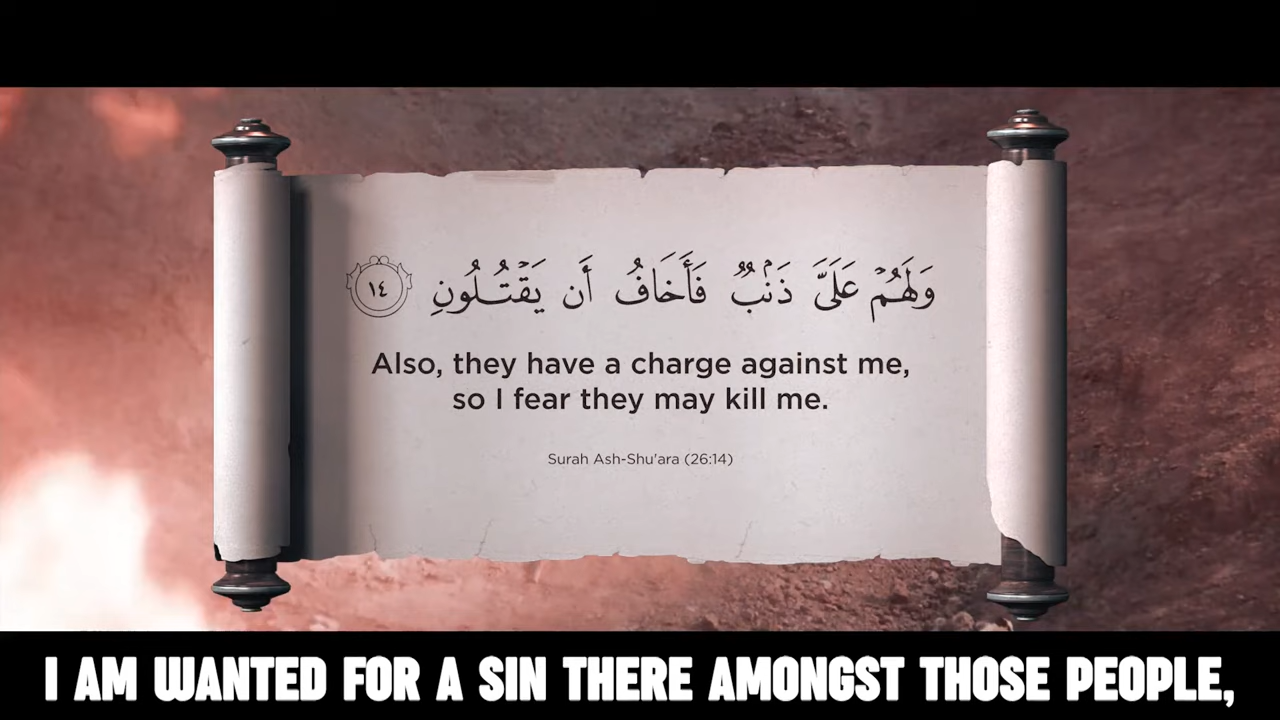 وَلَهُمۡ عَلَيَّ ذَنۢبٞ فَأَخَافُ أَن يَقۡتُلُونِ ١٤
Also, they have a charge against me,
so I fear they may kill me.
Surah Ash-Shu'ara (26:14)
I AM WANTED FOR A SIN THERE AMONGST THOSE PEOPLE,